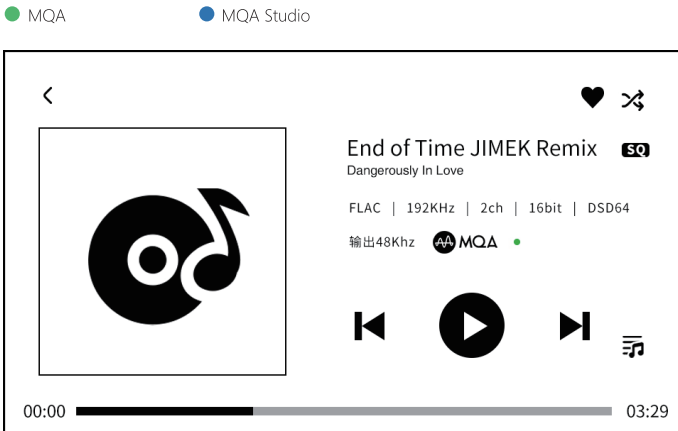 MQA MQA Studio
End of Time JIMEK Remix SQ
Dangerously In Love
FLAC | 192KHz | 2ch | 16bit | DSD64
输出48Khz MQA
00:00 03:29